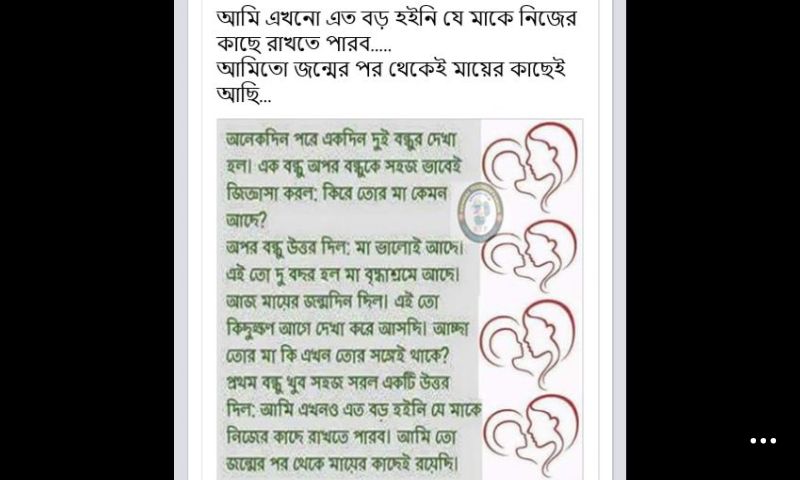 আমি এখনো এত বড় হইনি যে মাকে নিজের
কাছে রাখতে পারব.....
আমিতো জন্মের পর থেকেই মায়ের কাছেই
আছি...
অনেকদিন পরে একদিন দুই বন্ধুর দেখা
হল। এক বন্ধু অপর বন্ধুকে সহজ ভাবেই
জিজ্ঞাসা করল: কিরে তোর মা কেমন
আছে?
অপর বন্ধু উত্তর দিল: মা ভালোই আছে।
এই তো দু বছর হল মা বৃদ্ধাশ্রমে আছে।
আজ মায়ের জন্মদিন ছিল। এই তো
কিছুক্ষণ আগে দেখা করে আসছি। আচ্ছা
তোর মা কি এখন তোর সঙ্গেই থাকে?
প্রথম বন্ধু খুব সহজ সরল একটি উত্তর
দিল: আমি এখনও এত বড় হইনি যে মাকে
নিজের কাছে রাখতে পারব। আমি তো
জন্মের পর থেকে মায়ের কাছেই রয়েছি।